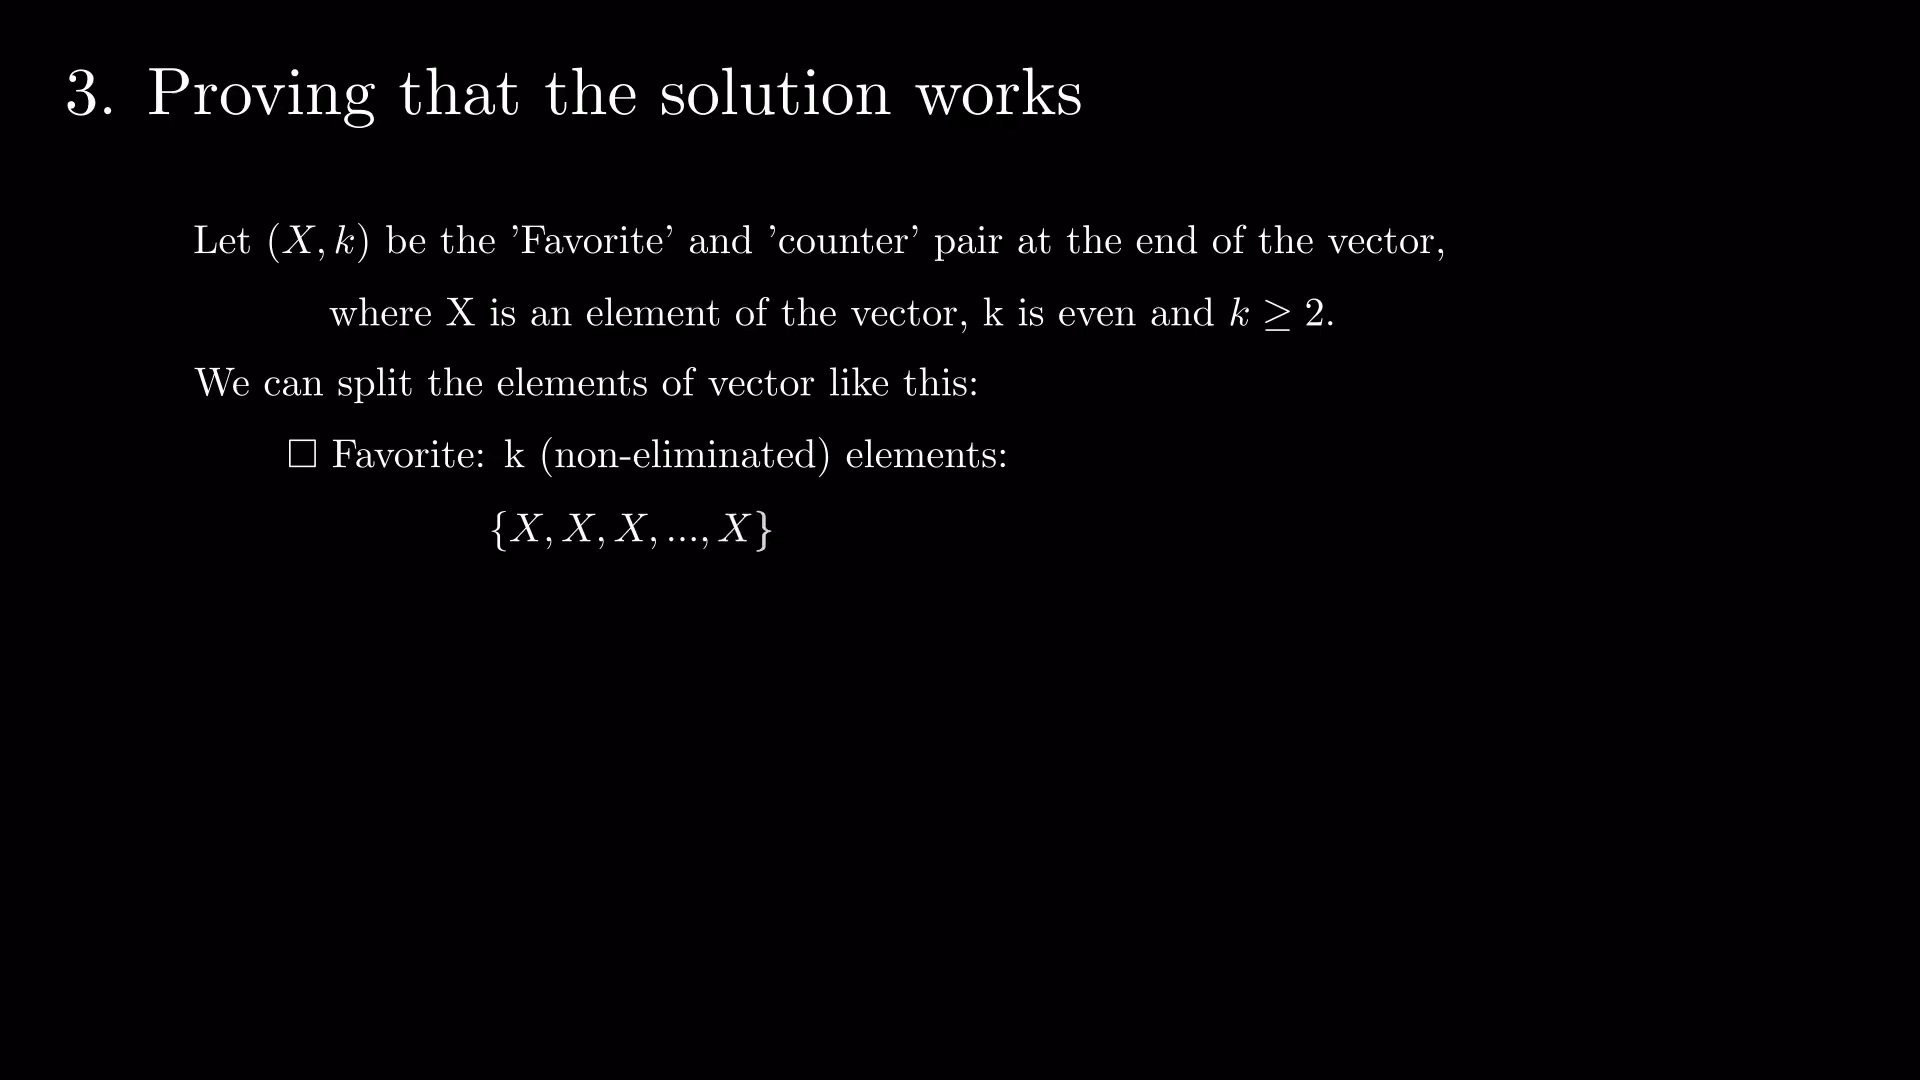 3. Proving that the solution works
Let (X, k) be the 'Favorite' and 'counter' pair at the end of the vector,
where X is an element of the vector, k is even and k ≥ 2.
We can split the elements of vector like this:
□ Favorite: k (non-eliminated) elements:
{X, X, X, ..., X}